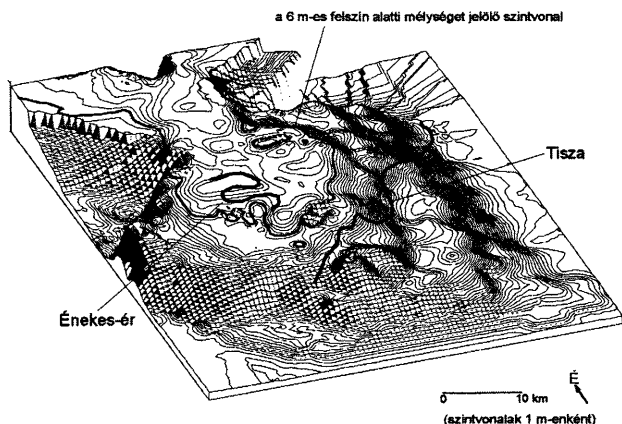 a 6 m-es felszín alatti mélységet jelölő szintvonal
Tisza
Énekes-ér
É
0 10 km
(szintvonalak 1 m-enként)